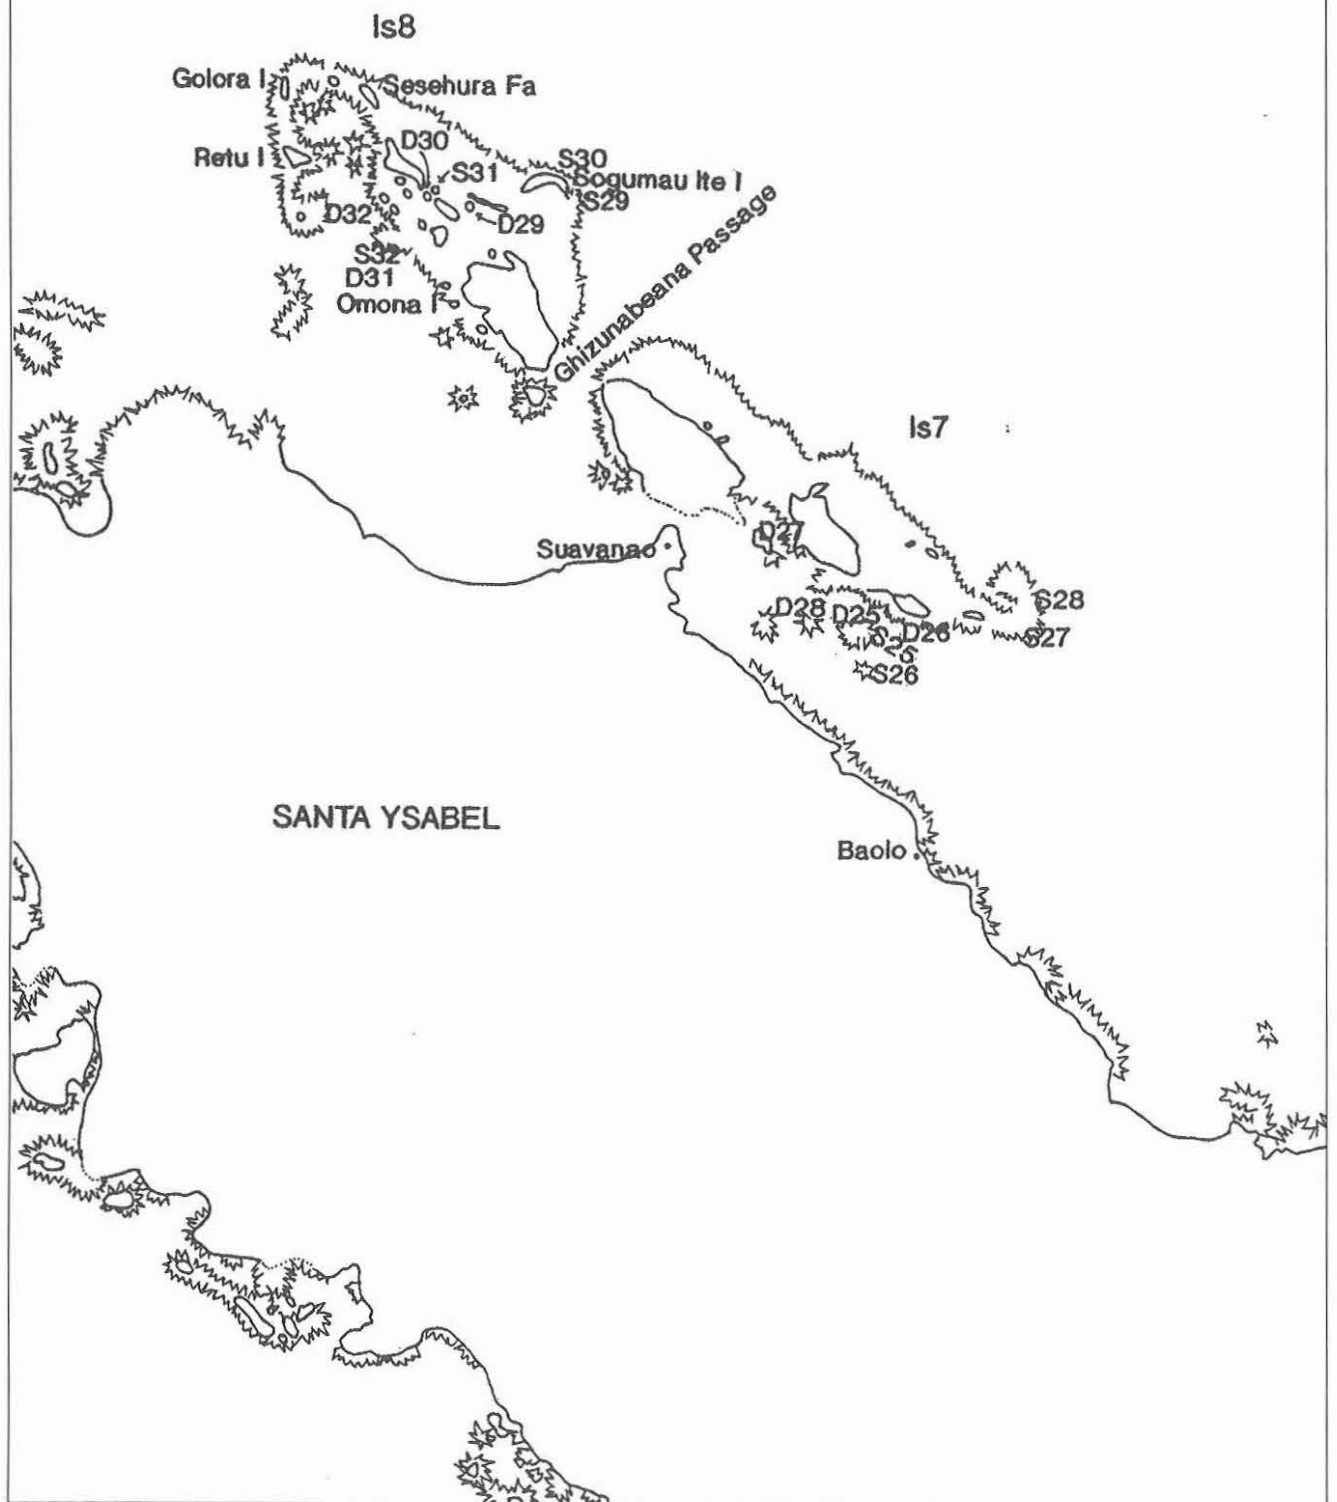 Is8
Golora I
Sesehura Fa
D30
Retu I
S30
S31
Sogumau Ite I
S29
D32
D29
S32
D31
Omona I
Ghizunabeana Passage
Is7
D27
Suavanao
S28
D28
D25
D26
S27
S25
S26
SANTA YSABEL
Baolo